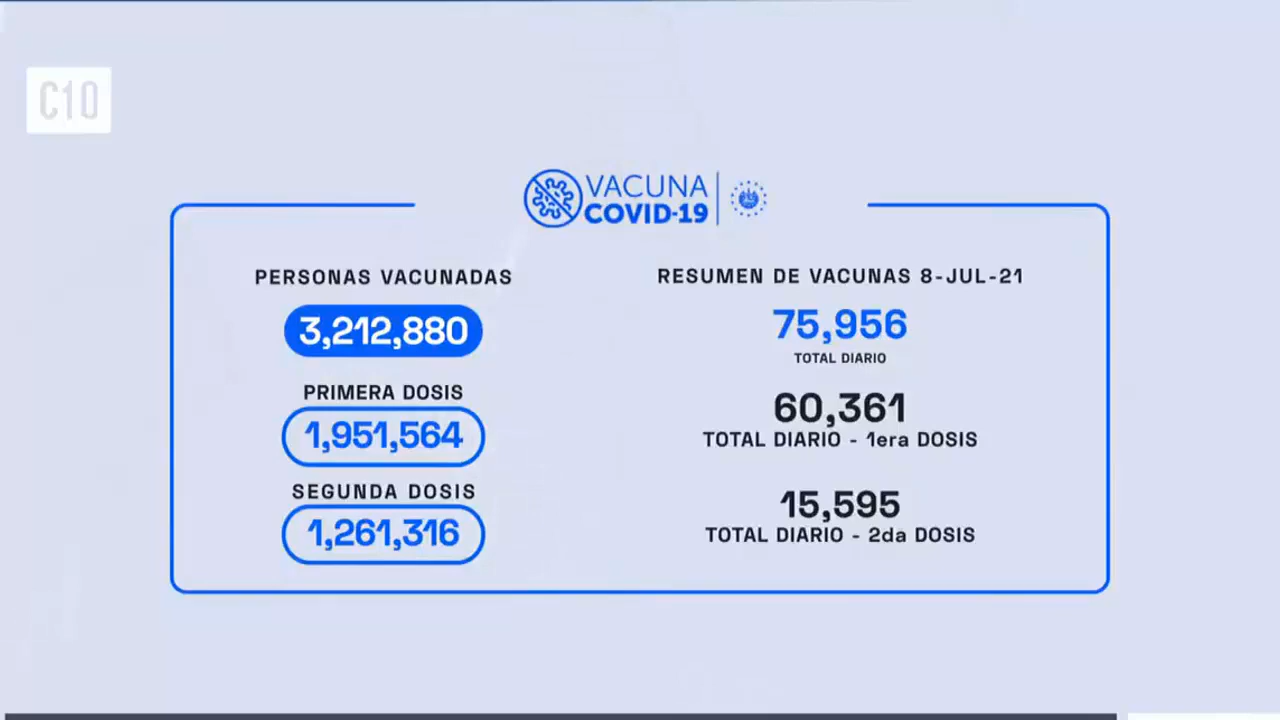 C10
VACUNA
COVID-19
PERSONAS VACUNADAS
3,212,880
PRIMERA DOSIS
1,951,564
SEGUNDA DOSIS
1,261,316
RESUMEN DE VACUNAS 8-JUL-21
75,956
TOTAL DIARIO
60,361
TOTAL DIARIO - 1era DOSIS
15,595
TOTAL DIARIO - 2da DOSIS